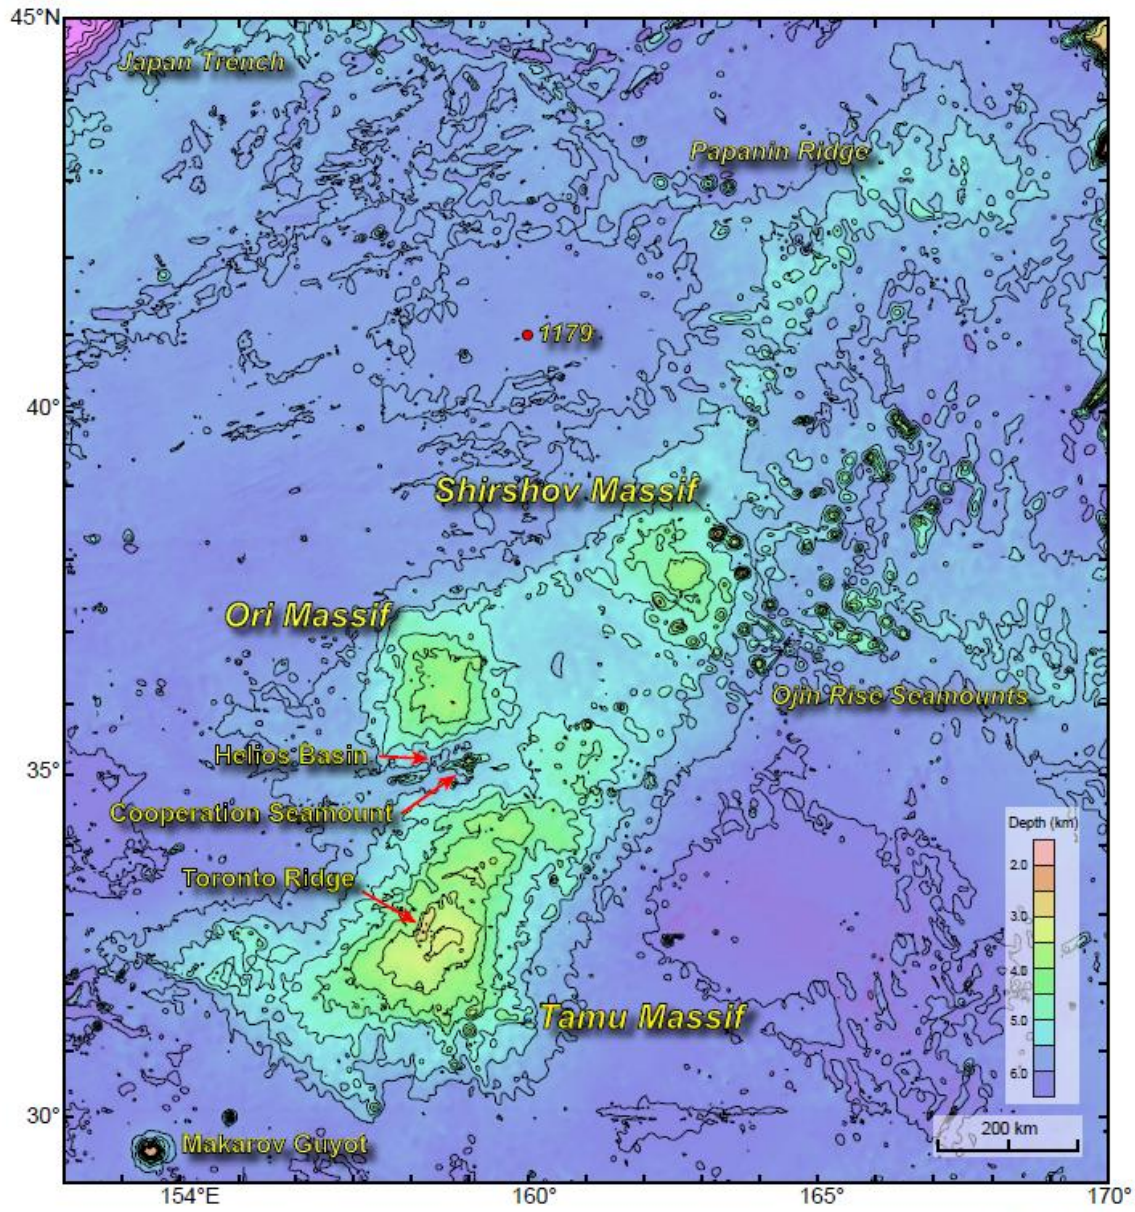 45°N
Japan Trench
Papanin Ridge
1179
40°
Shirshov Massif
Ori Massif
Ojin Rise Seamounts
Helios Basin
35°
Cooperation Seamount
Depth (km)
2.0
Toronto Ridge
3.0
4.0
Tamu Massif
5.0
6.0
30°
200 km
Makarov Guyot
154°E
160°
165°
170°